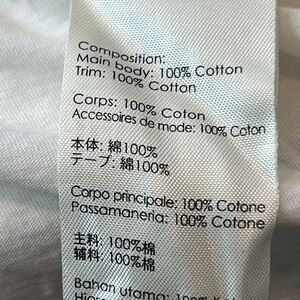 Composition:
Main body: 100% Cotton
Trim: 100% Cotton
Corps: 100% Coton
Accessoires de mode: 100% Coton
本体: 綿100%
テープ: 綿100%
Corpo principale: 100% Cotone
Passamaneria: 100% Cotone
主料: 100%棉
辅料: 100%棉
Bahan utama: 100%